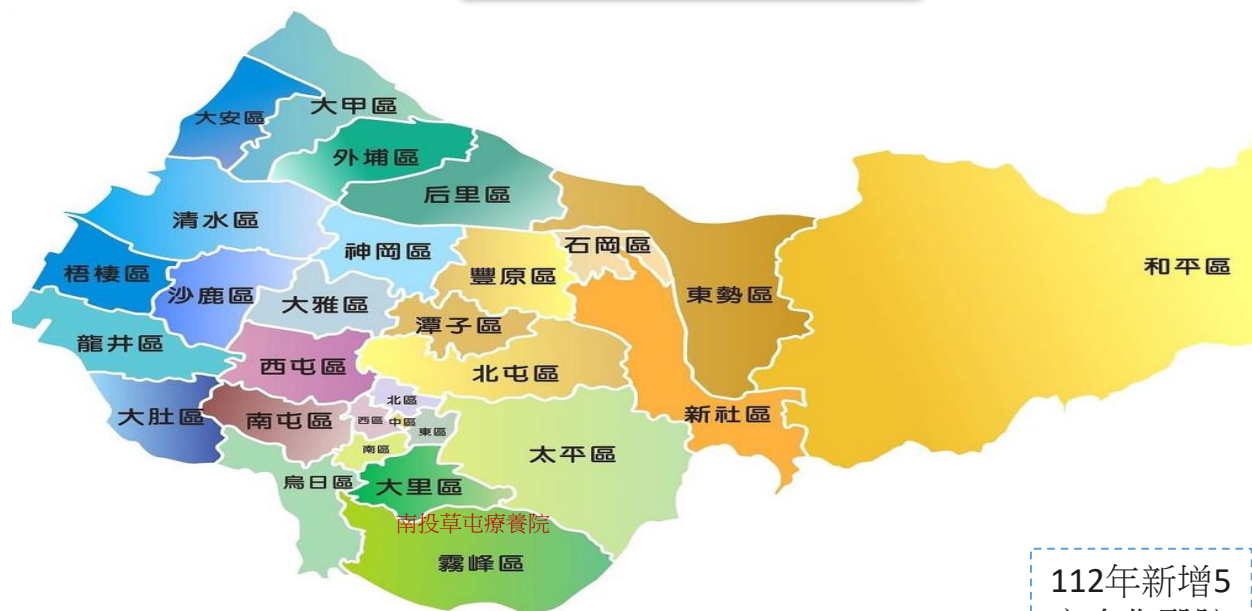 大甲區
大安區
外埔區
后里區
清水區
神岡區
石岡區
豐原區
和平區
梧棲區
沙鹿區
大雅區
東勢區
潭子區
龍井區
西屯區
北屯區
北區
大肚區
南屯區
西區
中區
東區
新社區
南區
太平區
烏日區
大里區
南投草屯療養院
霧峰區
112年新增5